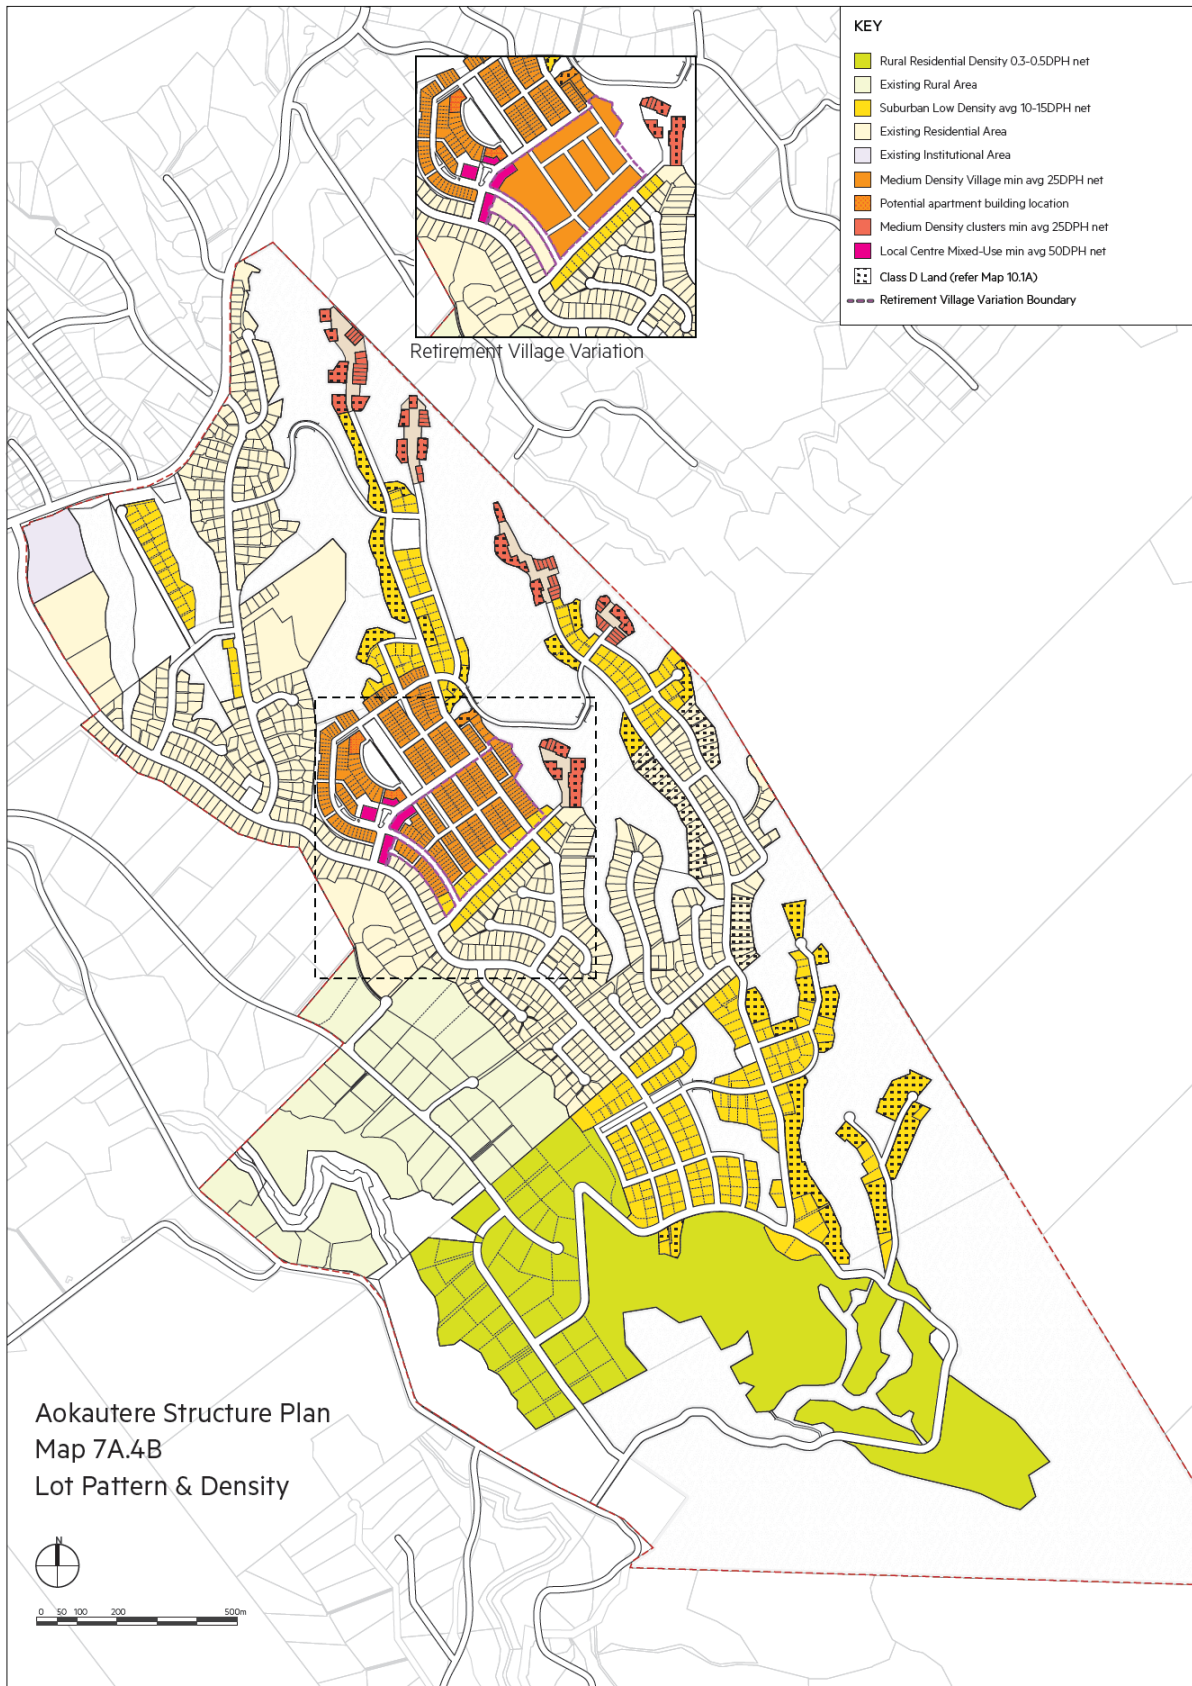 KEY
Rural Residential Density 0.3-0.5DPH net
Existing Rural Area
Suburban Low Density avg 10-15DPH net
Existing Residential Area
Existing Institutional Area
Medium Density Village min avg 25DPH net
Potential apartment building location
Medium Density clusters min avg 25DPH net
Local Centre Mixed-Use min avg 50DPH net
Class D Land (refer Map 10.1A)
Retirement Village Variation Boundary
Retirement Village Variation
Aokautere Structure Plan
Map 7A.4B
Lot Pattern & Density
N
0 50 100 200 500m